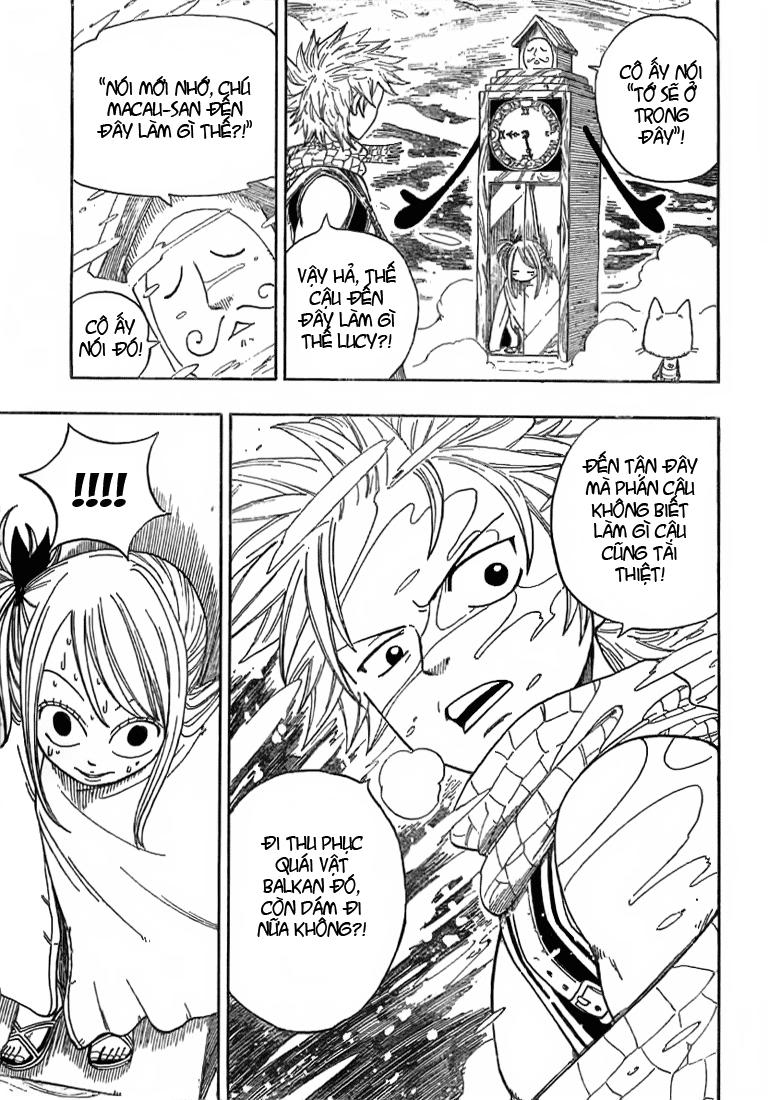 CÔ ẤY NÓI
"TỚ SẼ Ở
TRONG
ĐÂY"!
VẬY HẢ, THẾ
CẬU ĐẾN
ĐÂY LÀM GÌ
THẾ LUCY?!
"NÓI MỚI NHỚ, CHÚ
MACAU-SAN ĐẾN
ĐÂY LÀM GÌ THẾ?!"
CÔ ẤY
NÓI ĐÓ!
ĐẾN TẬN ĐÂY
MÀ PHÁN CÂU
KHÔNG BIẾT
LÀM GÌ CẬU
CŨNG TÀI
THIỆT!
ĐI THU PHỤC
QUÁI VẬT
BALKAN ĐÓ,
CÒN DÁM ĐI
NỮA KHÔNG?!
!!!!